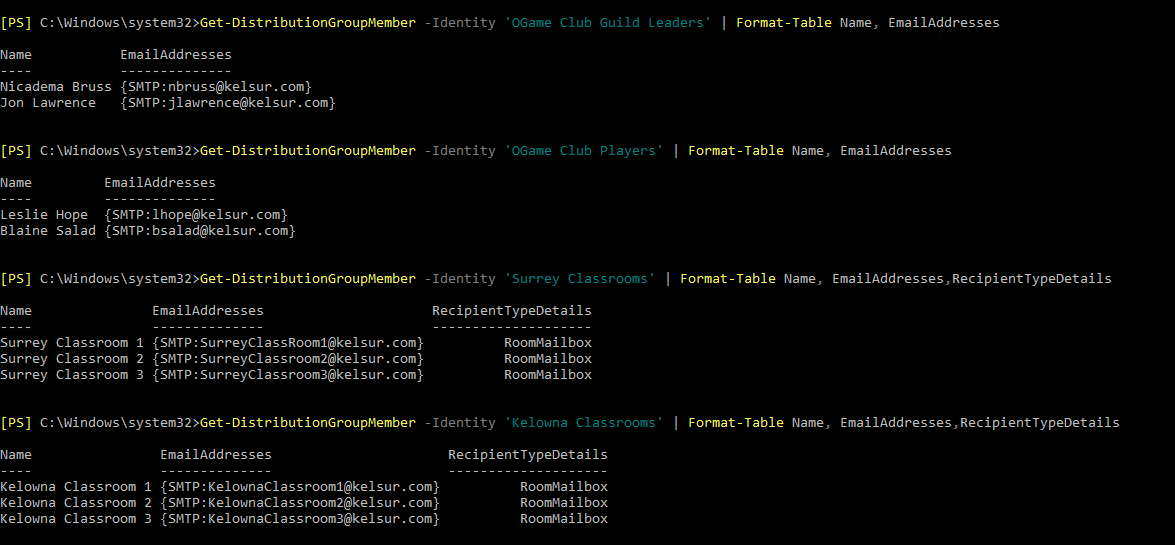 [PS] C:\Windows\system32>Get-DistributionGroupMember -Identity 'OGame Club Guild Leaders' | Format-Table Name, EmailAddresses
Name EmailAddresses
---- --------------
Nicadema Bruss {SMTP:nbruss@kelsur.com}
Jon Lawrence {SMTP:jlawrence@kelsur.com}
[PS] C:\Windows\system32>Get-DistributionGroupMember -Identity 'OGame Club Players' | Format-Table Name, EmailAddresses
Name EmailAddresses
---- --------------
Leslie Hope {SMTP:lhope@kelsur.com}
Blaine Salad {SMTP:bsalad@kelsur.com}
[PS] C:\Windows\system32>Get-DistributionGroupMember -Identity 'Surrey Classrooms' | Format-Table Name, EmailAddresses,RecipientTypeDetails
Name EmailAddresses RecipientTypeDetails
---- -------------- --------------------
Surrey Classroom 1 {SMTP:SurreyClassRoom1@kelsur.com} RoomMailbox
Surrey Classroom 2 {SMTP:SurreyClassroom2@kelsur.com} RoomMailbox
Surrey Classroom 3 {SMTP:SurreyClassroom3@kelsur.com} RoomMailbox
[PS] C:\Windows\system32>Get-DistributionGroupMember -Identity 'Kelowna Classrooms' | Format-Table Name, EmailAddresses,RecipientTypeDetails
Name EmailAddresses RecipientTypeDetails
---- -------------- --------------------
Kelowna Classroom 1 {SMTP:KelownaClassroom1@kelsur.com} RoomMailbox
Kelowna Classroom 2 {SMTP:KelownaClassroom2@kelsur.com} RoomMailbox
Kelowna Classroom 3 {SMTP:KelownaClassroom3@kelsur.com} RoomMailbox